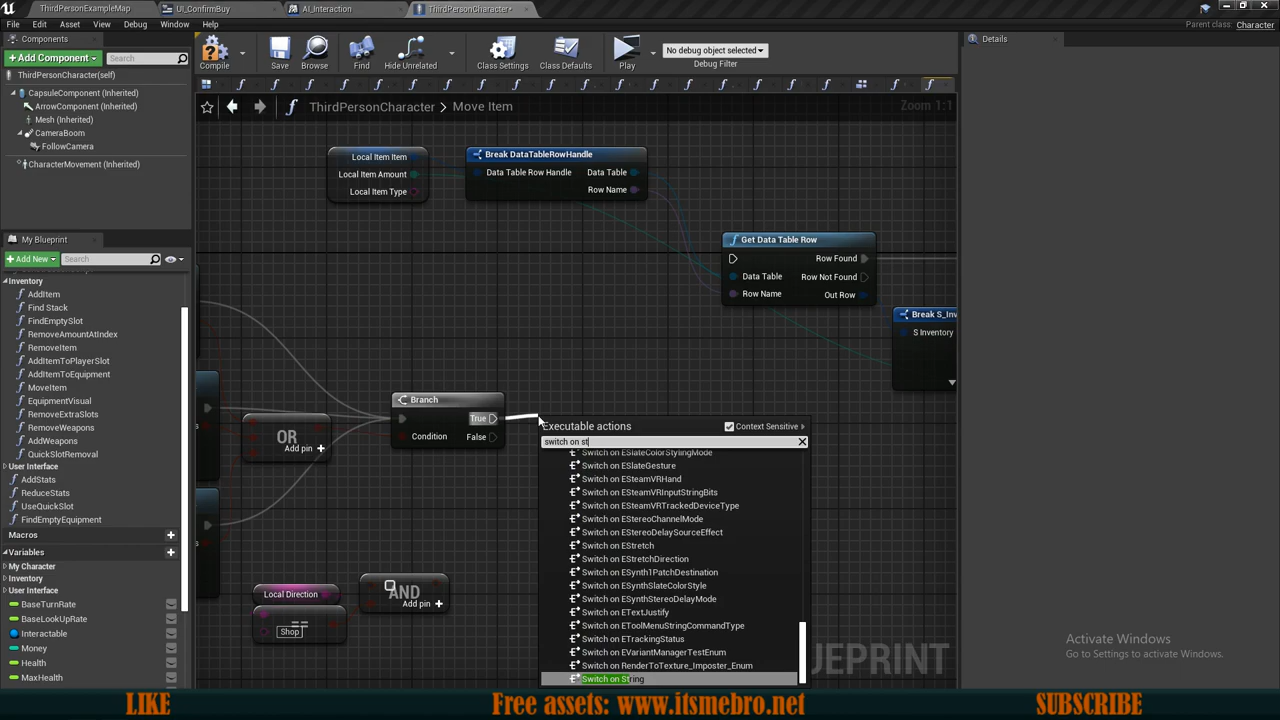 ThirdPersonExampleMap
UI_ConfirmBuy
AI_Interaction
ThirdPersonCharacter*
File Edit Asset View Debug Window Help
Parent class: Character
Components
+ Add Component
Search
ThirdPersonCharacter(self)
CapsuleComponent (Inherited)
ArrowComponent (Inherited)
Mesh (Inherited)
CameraBoom
FollowCamera
CharacterMovement (Inherited)
Compile
Save
Browse
Find
Hide Unrelated
Class Settings
Class Defaults
Play
No debug object selected
Debug Filter
Details
ThirdPersonCharacter > Move Item
Zoom 1:1
My Blueprint
+ Add New
Search
Inventory
AddItem
Find Stack
FindEmptySlot
RemoveAmountAtIndex
RemoveItem
AddItemToPlayerSlot
AddItemToEquipment
MoveItem
EquipmentVisual
RemoveExtraSlots
RemoveWeapons
AddWeapons
QuickSlotRemoval
User Interface
AddStats
ReduceStats
UseQuickSlot
FindEmptyEquipment
Macros
Variables
My Character
Inventory
User Interface
BaseTurnRate
BaseLookUpRate
Interactable
Money
Health
MaxHealth
Local Item Item
Local Item Amount
Local Item Type
Break DataTableRowHandle
Data Table Row Handle
Data Table
Row Name
Get Data Table Row
Row Found
Data Table
Row Not Found
Row Name
Out Row
Break S_Inv
S Inventory
Branch
True
Condition
False
OR
Add pin +
Local Direction
==
Shop
AND
Add pin +
Executable actions
Context Sensitive
switch on st
Switch on ESlateColorStylingMode
Switch on ESlateGesture
Switch on ESteamVRHand
Switch on ESteamVRInputStringBits
Switch on ESteamVRTrackedDeviceType
Switch on EStereoChannelMode
Switch on EStereoDelaySourceEffect
Switch on EStretch
Switch on EStretchDirection
Switch on ESynth1PatchDestination
Switch on ESynthSlateColorStyle
Switch on ESynthStereoDelayMode
Switch on ETextJustify
Switch on EToolMenuStringCommandType
Switch on ETrackingStatus
Switch on EVariantManagerTestEnum
Switch on RenderToTexture_Imposter_Enum
Switch on String
UEPRINT
Activate Windows
Go to Settings to activate Windows.
LIKE
Free assets: www.itsmebro.net
SUBSCRIBE